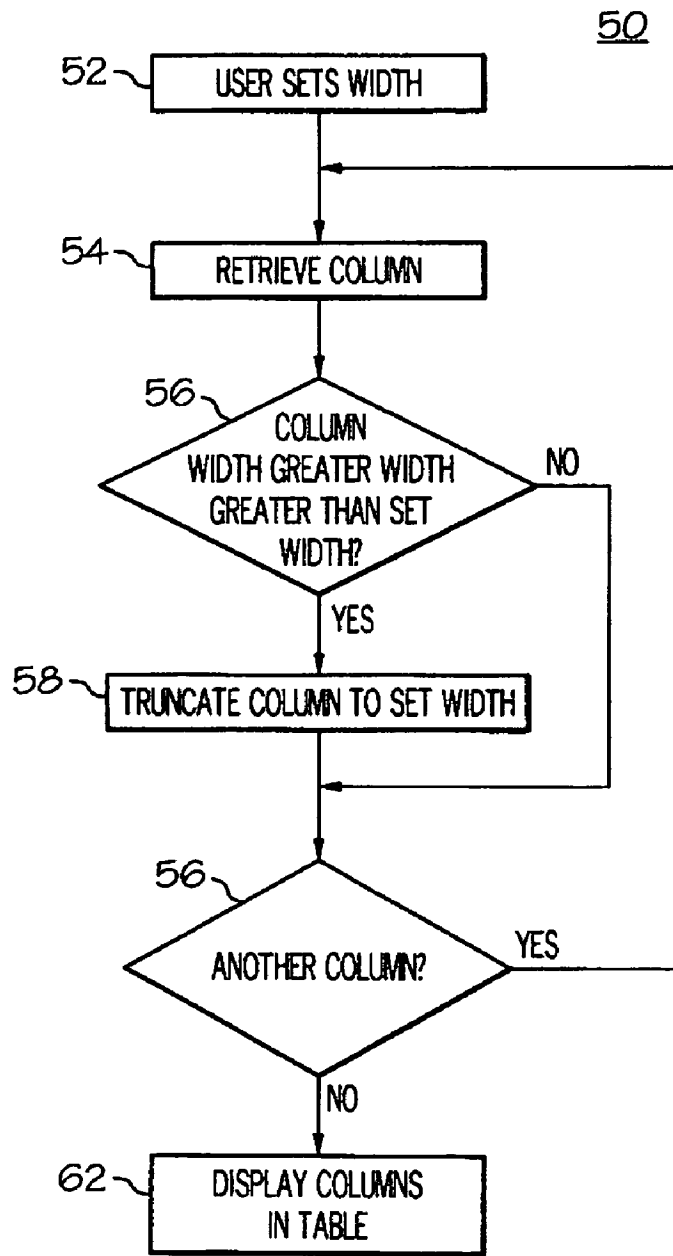 50
52
USER SETS WIDTH
54
RETRIEVE COLUMN
56
COLUMN
WIDTH GREATER WIDTH
GREATER THAN SET
WIDTH?
NO
YES
58
TRUNCATE COLUMN TO SET WIDTH
56
ANOTHER COLUMN?
YES
NO
62
DISPLAY COLUMNS
IN TABLE